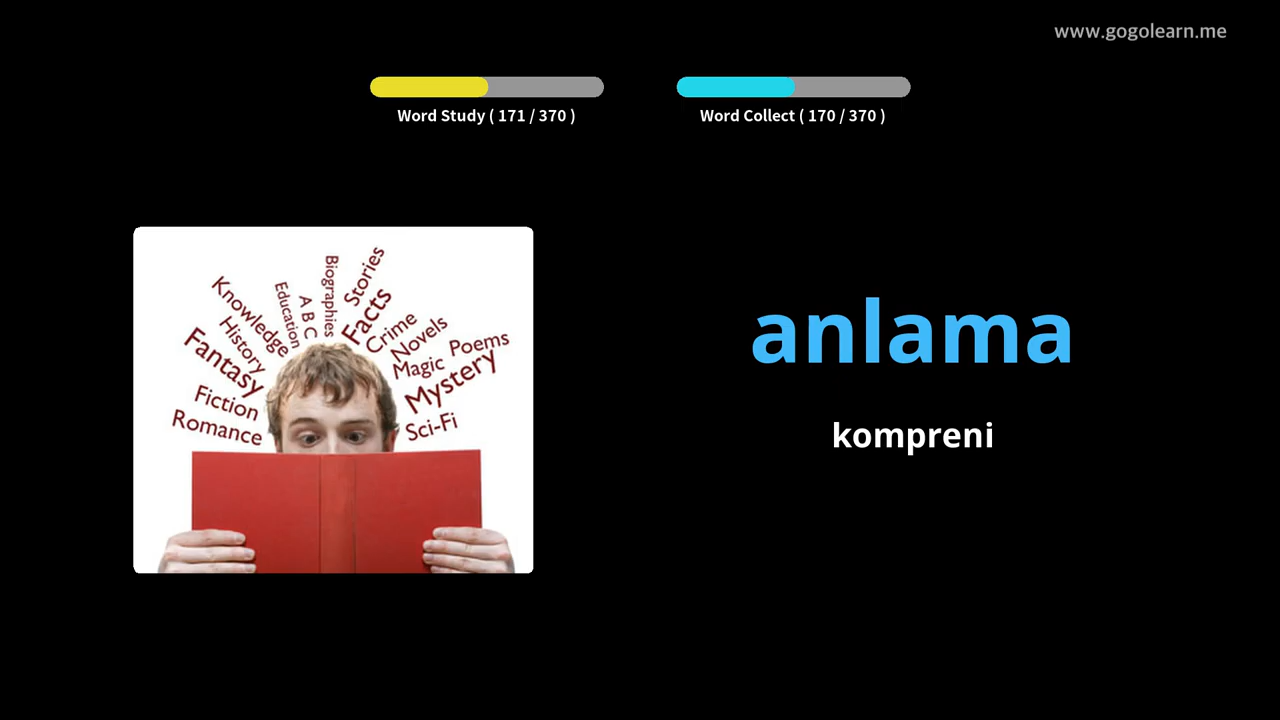 www.gogolearn.me
Word Study ( 171 / 370 )
Word Collect ( 170 / 370 )
Stories
Biographies
Facts
A B C
Education
Knowledge
Crime
Novels
History
Poems
Magic
Fantasy
Mystery
Fiction
Sci-Fi
Romance
anlama
kompreni